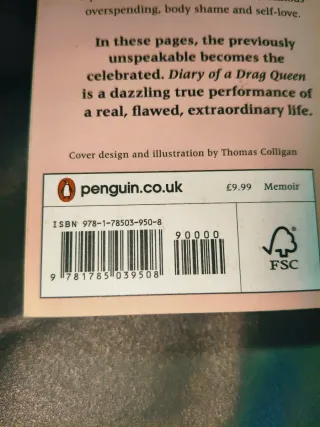 overspending, body shame and self-love.
In these pages, the previously
unspeakable becomes the
celebrated. Diary of a Drag Queen
is a dazzling true performance of
a real, flawed, extraordinary life.
Cover design and illustration by Thomas Colligan
penguin.co.uk £9.99 Memoir
ISBN 978-1-78503-950-8
90000
9 781785 039508
FSC